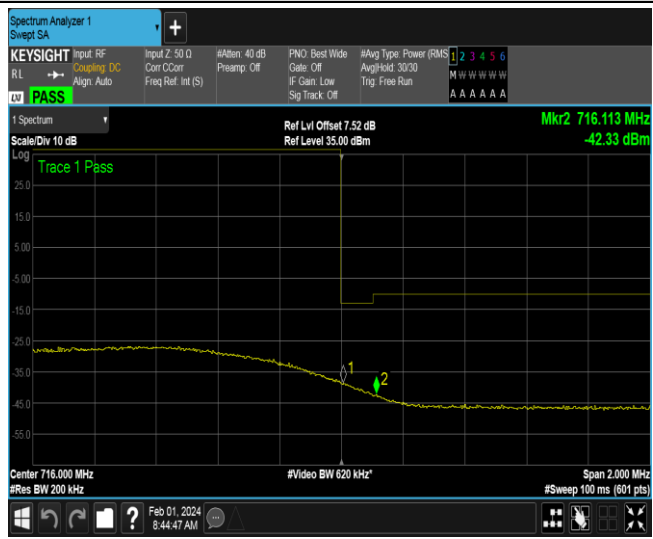 Spectrum Analyzer 1
Swept SA
+
KEYSIGHT
RL
LXI PASS
Input: RF
Coupling: DC
Align: Auto
Input Z: 50 Ω
Corr CCorr
Freq Ref: Int (S)
#Atten: 40 dB
Preamp: Off
PNO: Best Wide
Gate: Off
IF Gain: Low
Sig Track: Off
#Avg Type: Power (RMS
Avg|Hold: 30/30
Trig: Free Run
1 2 3 4 5 6
M W W W W W
A A A A A A
1 Spectrum
Scale/Div 10 dB
Ref Lvl Offset 7.52 dB
Ref Level 35.00 dBm
Mkr2 716.113 MHz
-42.33 dBm
Log
Trace 1 Pass
25.0
15.0
5.00
-5.00
-15.0
-25.0
-35.0
-45.0
-55.0
1
2
Center 716.000 MHz
#Res BW 200 kHz
#Video BW 620 kHz*
Span 2.000 MHz
#Sweep 100 ms (601 pts)
?
Feb 01, 2024
8:44:47 AM